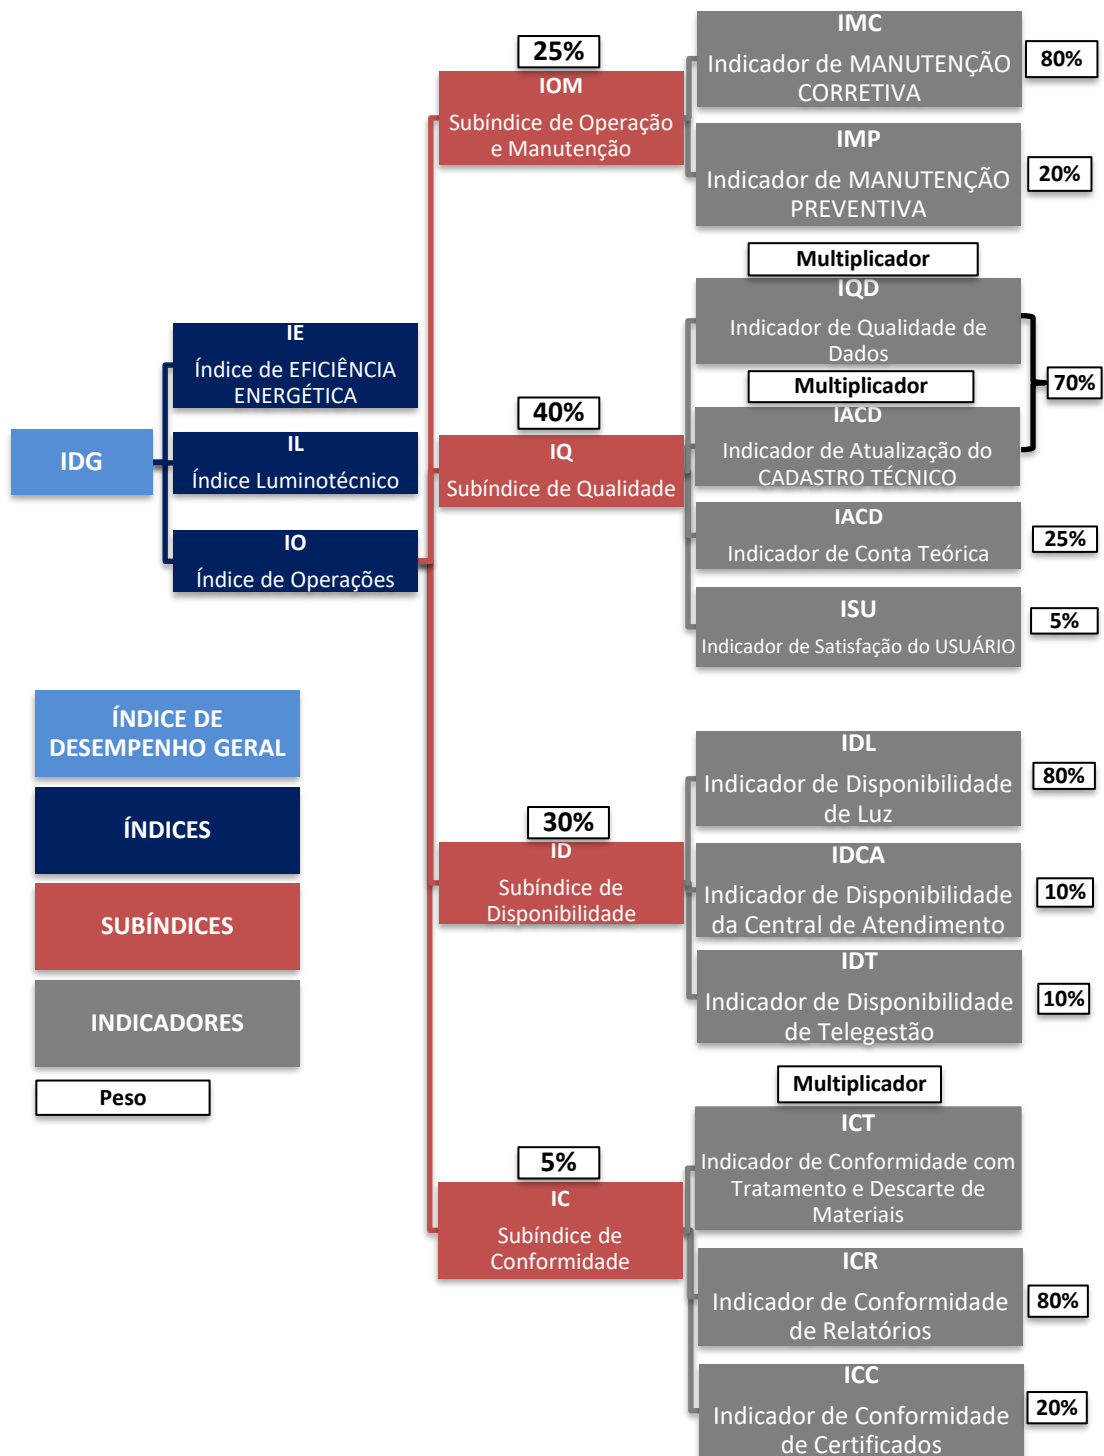 25%
IOM
Subíndice de Operação
e Manutenção
IMC
Indicador de MANUTENÇÃO
CORRETIVA
80%
IMP
Indicador de MANUTENÇÃO
PREVENTIVA
20%
IDG
IE
Índice de EFICIÊNCIA
ENERGÉTICA
IL
Índice Luminotécnico
IO
Índice de Operações
40%
IQ
Subíndice de Qualidade
Multiplicador
IQD
Indicador de Qualidade de
Dados
Multiplicador
IACD
Indicador de Atualização do
CADASTRO TÉCNICO
70%
IACD
Indicador de Conta Teórica
25%
ISU
Indicador de Satisfação do USUÁRIO
5%
ÍNDICE DE
DESEMPENHO GERAL
ÍNDICES
SUBÍNDICES
INDICADORES
Peso
30%
ID
Subíndice de
Disponibilidade
IDL
Indicador de Disponibilidade
de Luz
80%
IDCA
Indicador de Disponibilidade
da Central de Atendimento
10%
IDT
Indicador de Disponibilidade
de Telegestão
10%
5%
IC
Subíndice de
Conformidade
Multiplicador
ICT
Indicador de Conformidade com
Tratamento e Descarte de
Materiais
ICR
Indicador de Conformidade
de Relatórios
80%
ICC
Indicador de Conformidade
de Certificados
20%